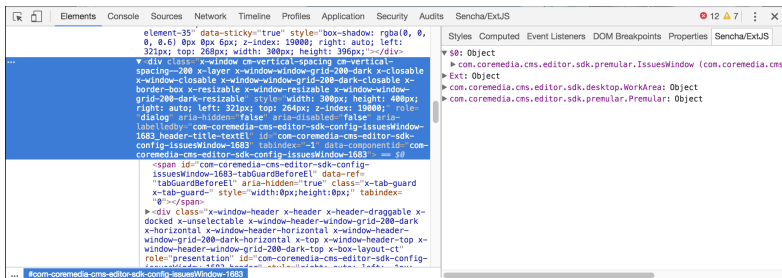 Elements Console Sources Network Timeline Profiles Application Security Audits Sencha/ExtJS 12 7
element-35" data-sticky="true" style="box-shadow: rgba(0, 0,
0, 0.6) 0px 0px 6px; z-index: 19000; right: auto; left:
321px; top: 268px; width: 300px; height: 396px;"></div>
... ▼<div class="x-window cm-vertical-spacing cm-vertical-
spacing--200 x-layer x-window-window-grid-200-dark x-closable
x-window-closable x-window-window-grid-200-dark-closable x-
border-box x-resizable x-window-resizable x-window-window-
grid-200-dark-resizable" style="width: 300px; height: 400px;
right: auto; left: 321px; top: 264px; z-index: 19000;" role=
"dialog" aria-hidden="false" aria-disabled="false" aria-
labelledby="com-coremedia-cms-editor-sdk-config-issuesWindow-
1683_header-title-textEl" id="com-coremedia-cms-editor-sdk-
config-issuesWindow-1683" tabindex="-1" data-componentid="com-
coremedia-cms-editor-sdk-config-issuesWindow-1683"> == $0
<span id="com-coremedia-cms-editor-sdk-config-
issuesWindow-1683-tabGuardBeforeEl" data-ref=
"tabGuardBeforeEl" aria-hidden="true" class="x-tab-guard
x-tab-guard-" style="width:0px;height:0px;" tabindex=
"0"></span>
▶<div class="x-window-header x-header x-header-draggable x-
docked x-unselectable x-window-header-window-grid-200-dark
x-horizontal x-window-header-horizontal x-window-header-
window-grid-200-dark-horizontal x-top x-window-header-top x-
window-header-window-grid-200-dark-top x-box-layout-ct"
role="presentation" id="com-coremedia-cms-editor-sdk-config-
... #com-coremedia-cms-editor-sdk-config-issuesWindow-1683
Styles Computed Event Listeners DOM Breakpoints Properties Sencha/ExtJS
▼$0: Object
▶com.coremedia.cms.editor.sdk.premular.IssuesWindow (com.coremedia.cms
▶Ext: Object
▶com.coremedia.cms.editor.sdk.desktop.WorkArea: Object
▶com.coremedia.cms.editor.sdk.premular.Premular: Object